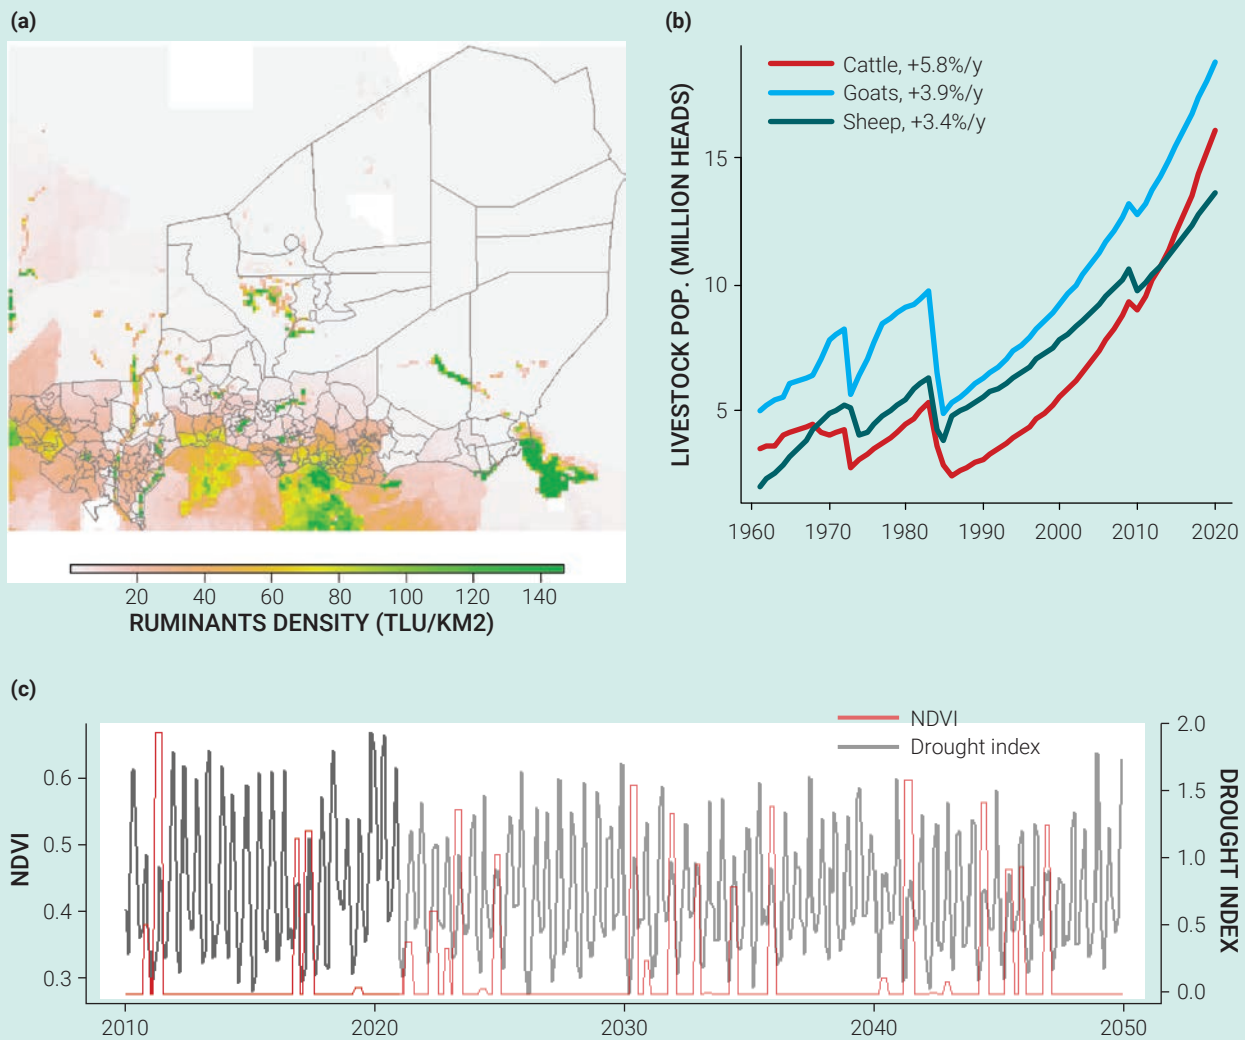 (a)
20 40 60 80 100 120 140
RUMINANTS DENSITY (TLU/KM2)
(b)
LIVESTOCK POP. (MILLION HEADS)
Cattle, +5.8%/y
Goats, +3.9%/y
Sheep, +3.4%/y
15
10
5
1960 1970 1980 1990 2000 2010 2020
(c)
NDVI
Drought index
NDVI
0.6
0.5
0.4
0.3
2.0
1.5
1.0
0.5
0.0
DROUGHT INDEX
2010 2020 2030 2040 2050